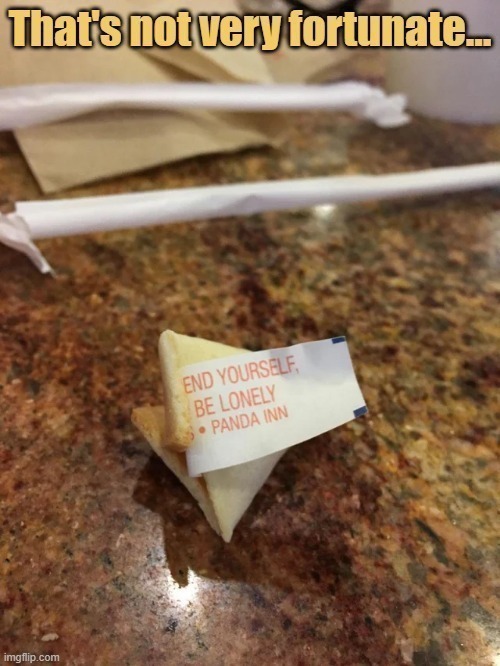 That's not very fortunate...
END YOURSELF,
BE LONELY
• PANDA INN
imgflip.com